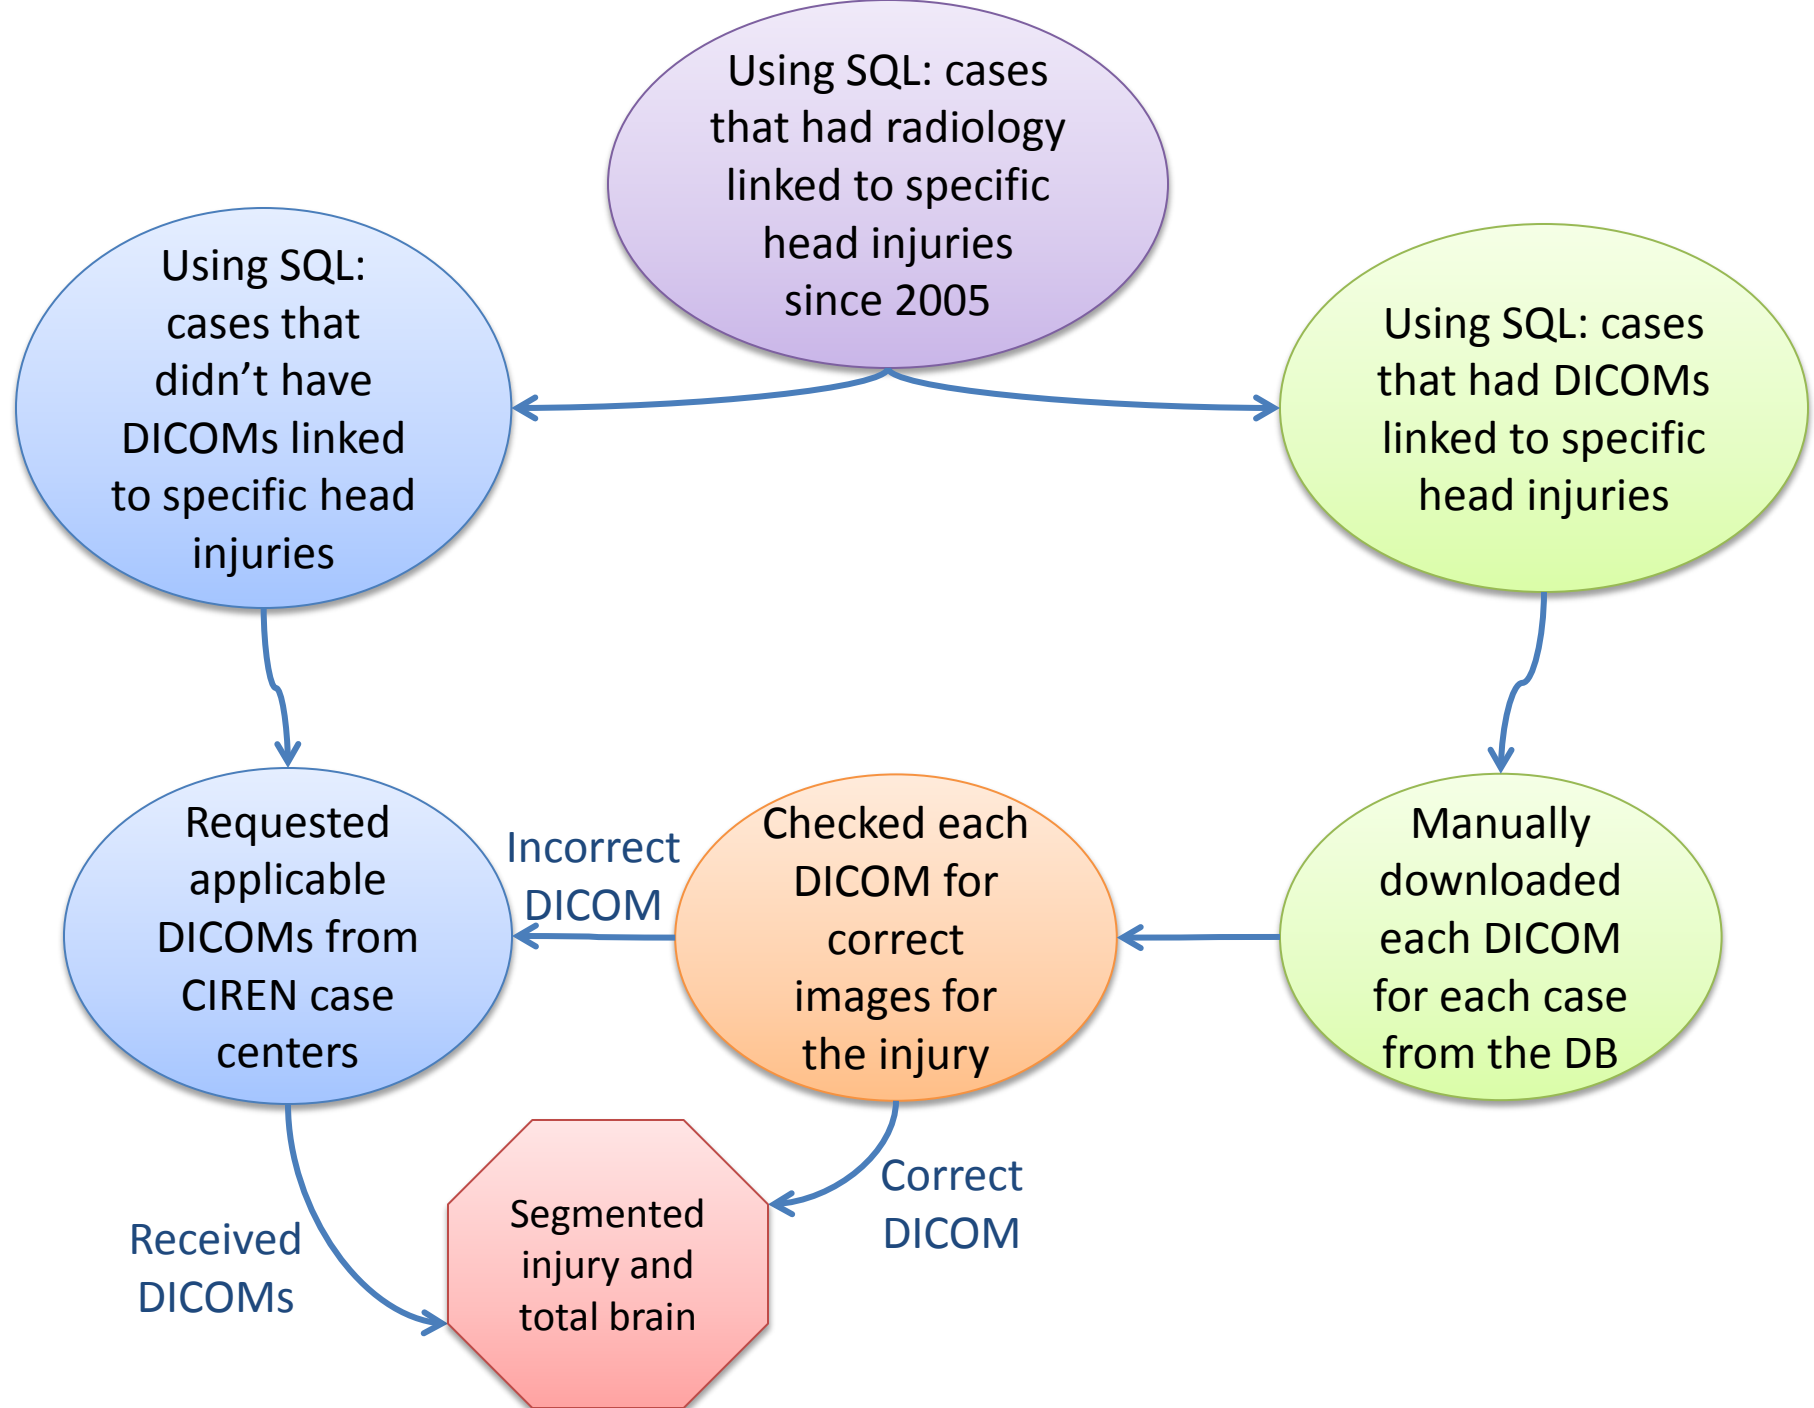 Using SQL: cases
that had radiology
linked to specific
head injuries
since 2005
Using SQL:
cases that
didn’t have
DICOMs linked
to specific head
injuries
Using SQL: cases
that had DICOMs
linked to specific
head injuries
Requested
applicable
DICOMs from
CIREN case
centers
Incorrect
DICOM
Checked each
DICOM for
correct
images for
the injury
Manually
downloaded
each DICOM
for each case
from the DB
Received
DICOMs
Segmented
injury and
total brain
Correct
DICOM